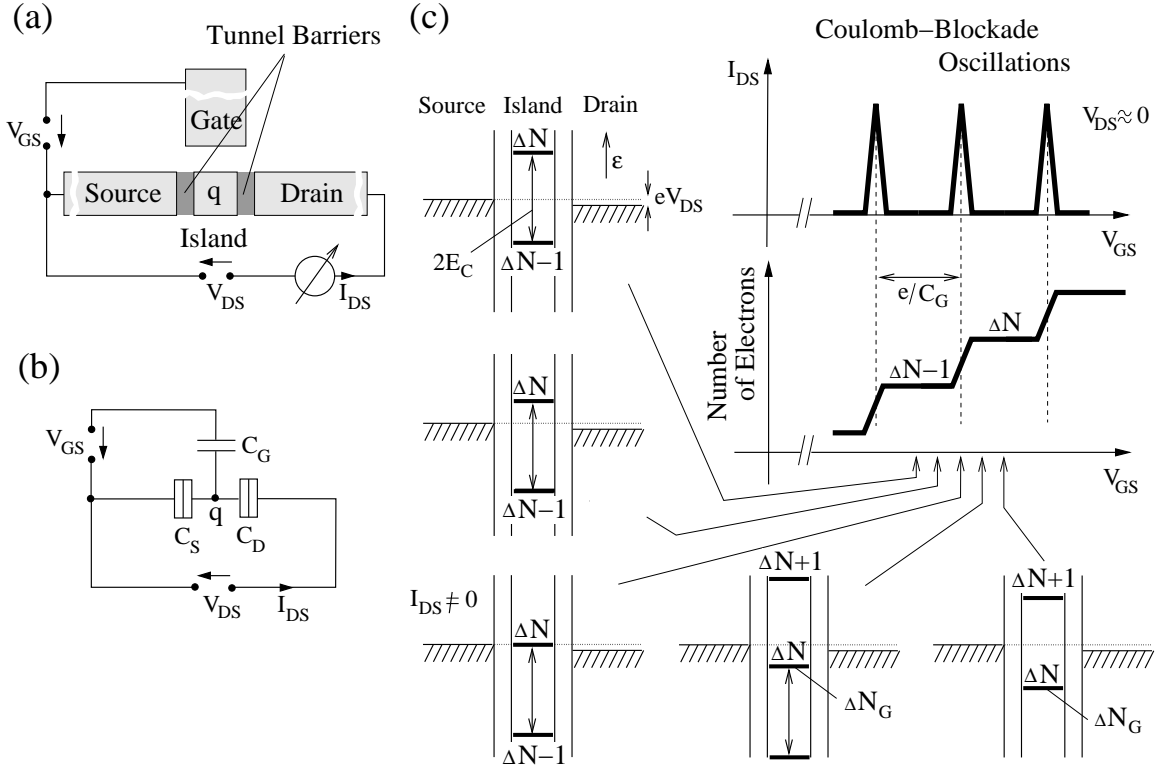 (a)
Tunnel Barriers
Gate
V_GS
Source
q
Drain
Island
V_DS
I_DS
(b)
V_GS
C_G
q
C_S
C_D
V_DS
I_DS
(c)
Coulomb–Blockade
Oscillations
Source
Island
Drain
ΔN
ε
eV_DS
2E_C
ΔN–1
I_DS
V_DS≈0
V_GS
e/C_G
Number
of Electrons
ΔN
ΔN–1
V_GS
ΔN
ΔN–1
I_DS ≠ 0
ΔN
ΔN–1
ΔN+1
ΔN
ΔN_G
ΔN+1
ΔN
ΔN_G